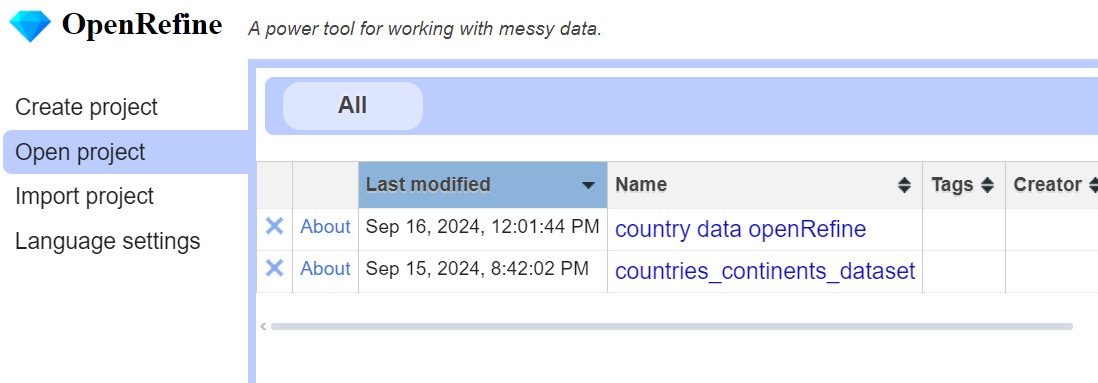 OpenRefine A power tool for working with messy data.
Create project
Open project
Import project
Language settings
All
Last modified Name Tags Creator
About Sep 16, 2024, 12:01:44 PM country data openRefine
About Sep 15, 2024, 8:42:02 PM countries_continents_dataset